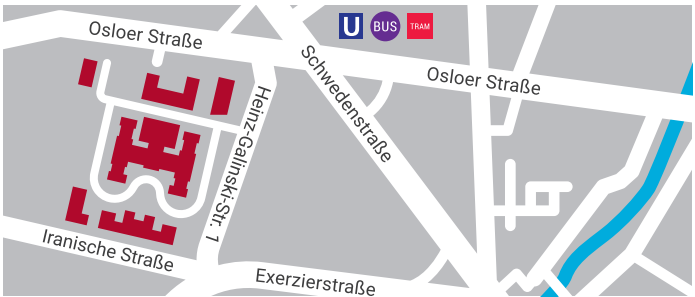 U BUS TRAM
Osloer Straße
Osloer Straße
Schwedenstraße
Heinz-Galinski-Str. 1
Iranische Straße
Exerzierstraße